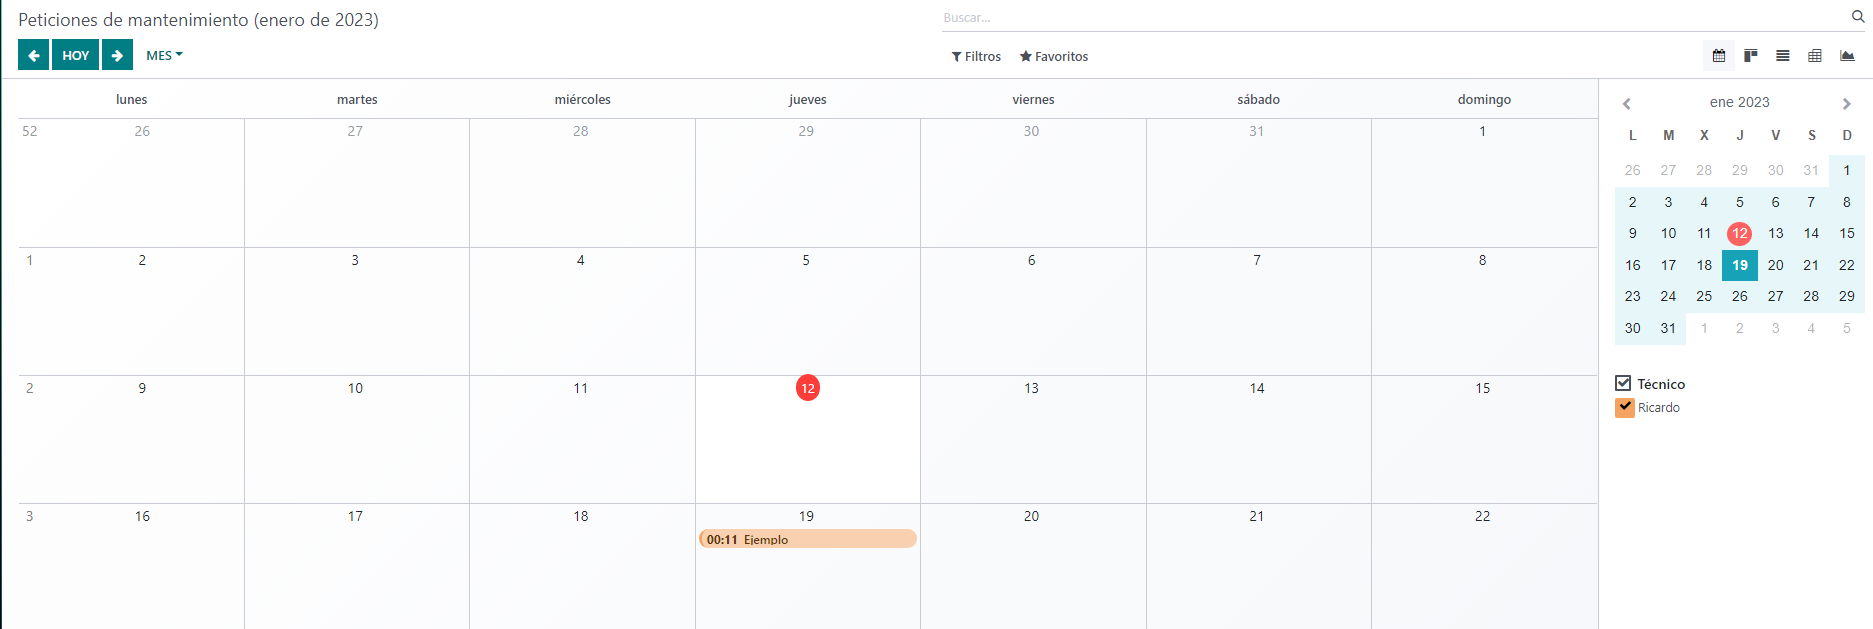 Peticiones de mantenimiento (enero de 2023)
Buscar...
HOY
MES
Filtros
Favoritos
lunes martes miércoles jueves viernes sábado domingo
52 26 27 28 29 30 31 1
1 2 3 4 5 6 7 8
2 9 10 11 12 13 14 15
3 16 17 18 19 20 21 22
00:11 Ejemplo
ene 2023
L M X J V S D
26 27 28 29 30 31 1
2 3 4 5 6 7 8
9 10 11 12 13 14 15
16 17 18 19 20 21 22
23 24 25 26 27 28 29
30 31 1 2 3 4 5
Técnico
Ricardo